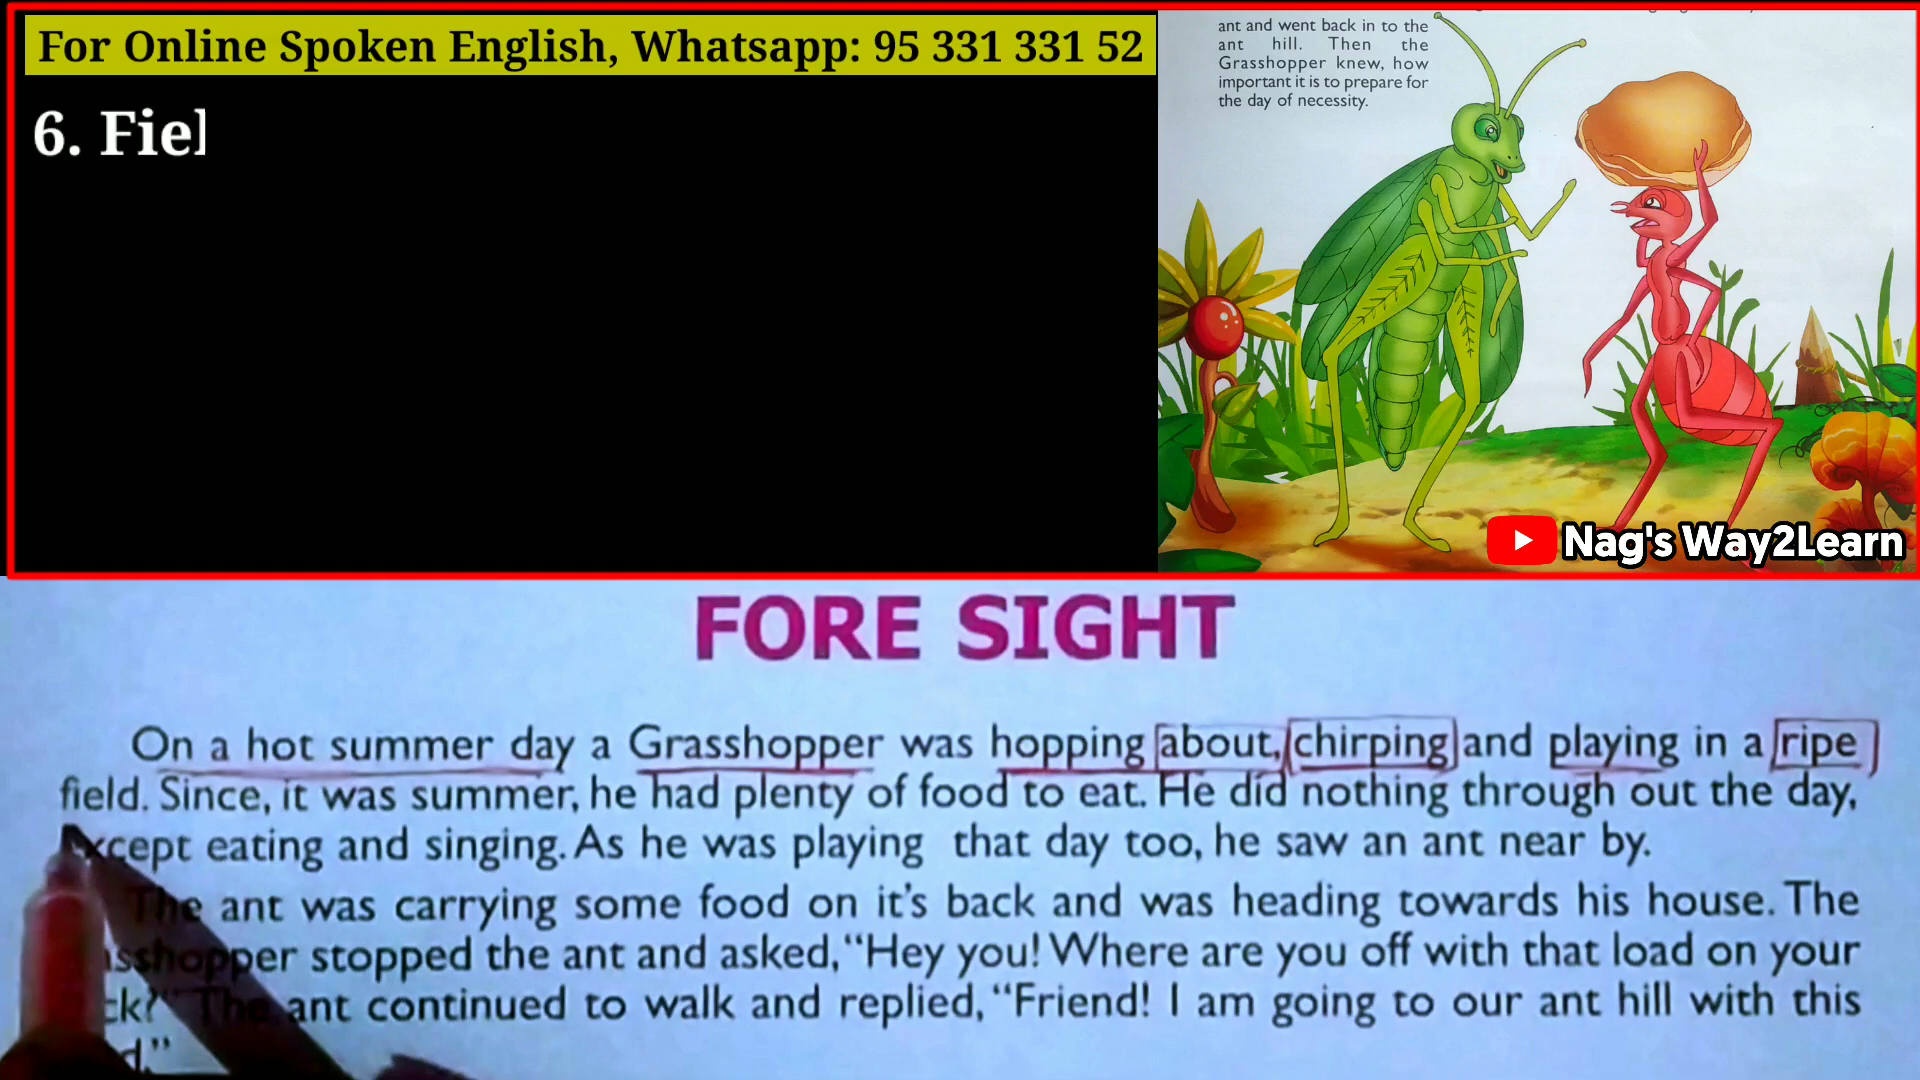 For Online Spoken English, Whatsapp: 95 331 331 52
6. Fiel
ant and went back in to the
ant hill. Then the
Grasshopper knew, how
important it is to prepare for
the day of necessity.
Nag's Way2Learn
FORE SIGHT
On a hot summer day a Grasshopper was hopping about, chirping and playing in a ripe
field. Since, it was summer, he had plenty of food to eat. He did nothing through out the day,
xcept eating and singing. As he was playing that day too, he saw an ant near by.
The ant was carrying some food on it's back and was heading towards his house. The
sshopper stopped the ant and asked, "Hey you! Where are you off with that load on your
ck?" The ant continued to walk and replied, "Friend! I am going to our ant hill with this
d."